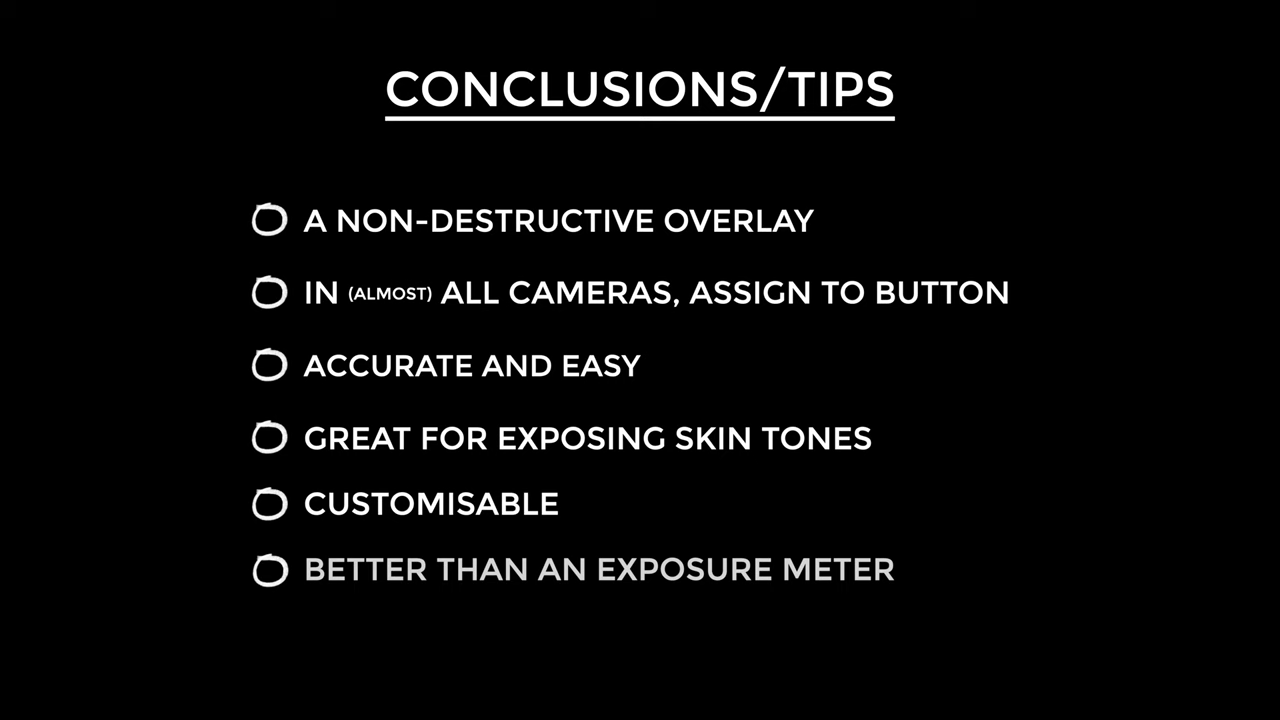 CONCLUSIONS/TIPS
A NON-DESTRUCTIVE OVERLAY
IN (ALMOST) ALL CAMERAS, ASSIGN TO BUTTON
ACCURATE AND EASY
GREAT FOR EXPOSING SKIN TONES
CUSTOMISABLE
BETTER THAN AN EXPOSURE METER